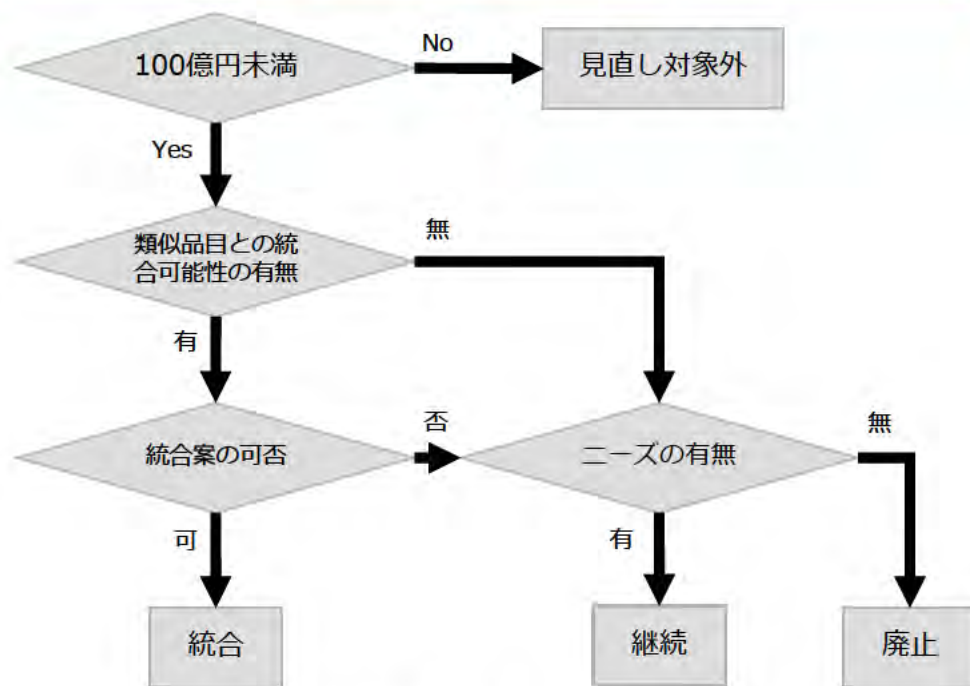 100億円未満
No
見直し対象外
Yes
類似品目との統
合可能性の有無
無
有
統合案の可否
否
ニーズの有無
無
可
有
統合
継続
廃止